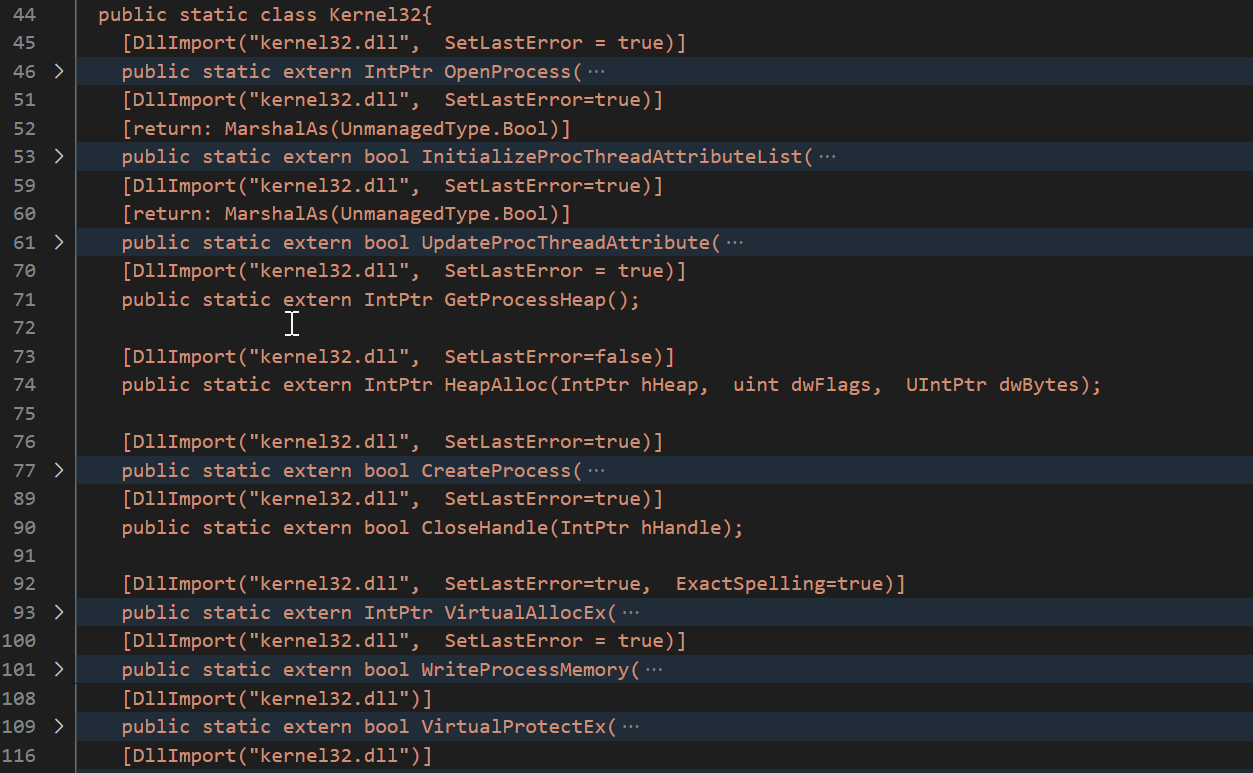 44 public static class Kernel32{
45 [DllImport("kernel32.dll",  SetLastError = true)]
46 > public static extern IntPtr OpenProcess( ···
51 [DllImport("kernel32.dll",  SetLastError=true)]
52 [return: MarshalAs(UnmanagedType.Bool)]
53 > public static extern bool InitializeProcThreadAttributeList( ···
59 [DllImport("kernel32.dll",  SetLastError=true)]
60 [return: MarshalAs(UnmanagedType.Bool)]
61 > public static extern bool UpdateProcThreadAttribute( ···
70 [DllImport("kernel32.dll",  SetLastError = true)]
71 public static extern IntPtr GetProcessHeap();
72
73 [DllImport("kernel32.dll",  SetLastError=false)]
74 public static extern IntPtr HeapAlloc(IntPtr hHeap,  uint dwFlags,  UIntPtr dwBytes);
75
76 [DllImport("kernel32.dll",  SetLastError=true)]
77 > public static extern bool CreateProcess( ···
89 [DllImport("kernel32.dll",  SetLastError=true)]
90 public static extern bool CloseHandle(IntPtr hHandle);
91
92 [DllImport("kernel32.dll",  SetLastError=true,  ExactSpelling=true)]
93 > public static extern IntPtr VirtualAllocEx( ···
100 [DllImport("kernel32.dll",  SetLastError = true)]
101 > public static extern bool WriteProcessMemory( ···
108 [DllImport("kernel32.dll")]
109 > public static extern bool VirtualProtectEx( ···
116 [DllImport("kernel32.dll")]